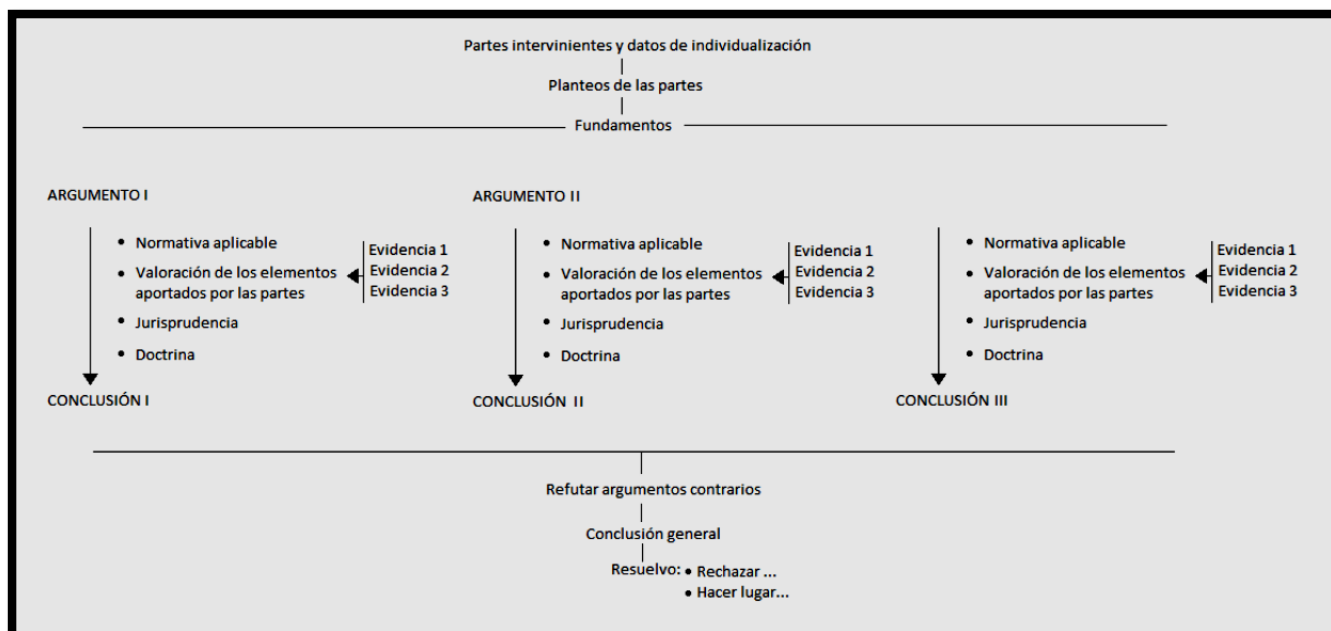 Partes intervinientes y datos de individualización
Planteos de las partes
Fundamentos
ARGUMENTO I
• Normativa aplicable
• Valoración de los elementos
aportados por las partes
• Jurisprudencia
• Doctrina
Evidencia 1
Evidencia 2
Evidencia 3
CONCLUSIÓN I
ARGUMENTO II
• Normativa aplicable
• Valoración de los elementos
aportados por las partes
• Jurisprudencia
• Doctrina
Evidencia 1
Evidencia 2
Evidencia 3
CONCLUSIÓN II
• Normativa aplicable
• Valoración de los elementos
aportados por las partes
• Jurisprudencia
• Doctrina
Evidencia 1
Evidencia 2
Evidencia 3
CONCLUSIÓN III
Refutar argumentos contrarios
Conclusión general
Resuelvo: • Rechazar ...
• Hacer lugar...